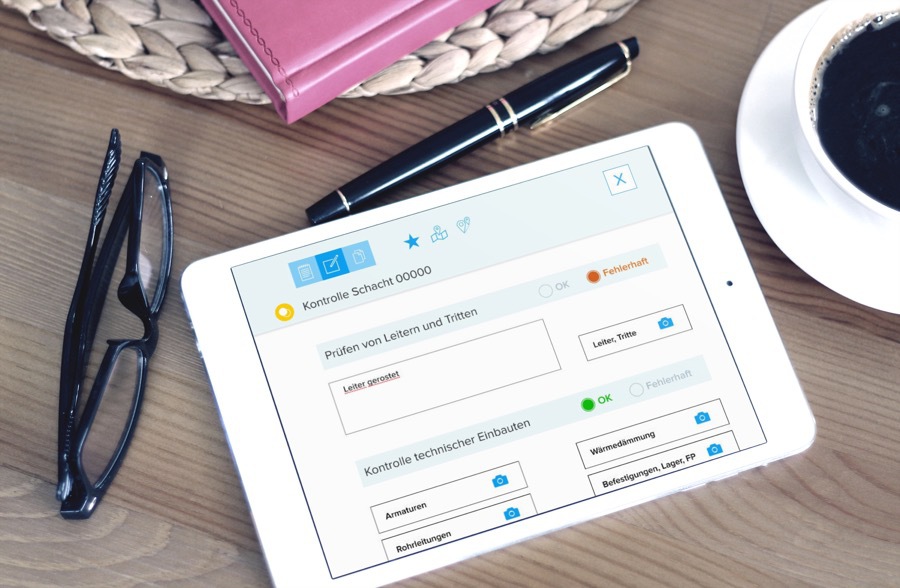 X
Kontrolle Schacht 00000
Prüfen von Leitern und Tritten
OK
Fehlerhaft
Leiter gerostet
Leiter, Tritte
Kontrolle technischer Einbauten
OK
Fehlerhaft
Armaturen
Wärmedämmung
Rohrleitungen
Befestigungen, Lager, FP